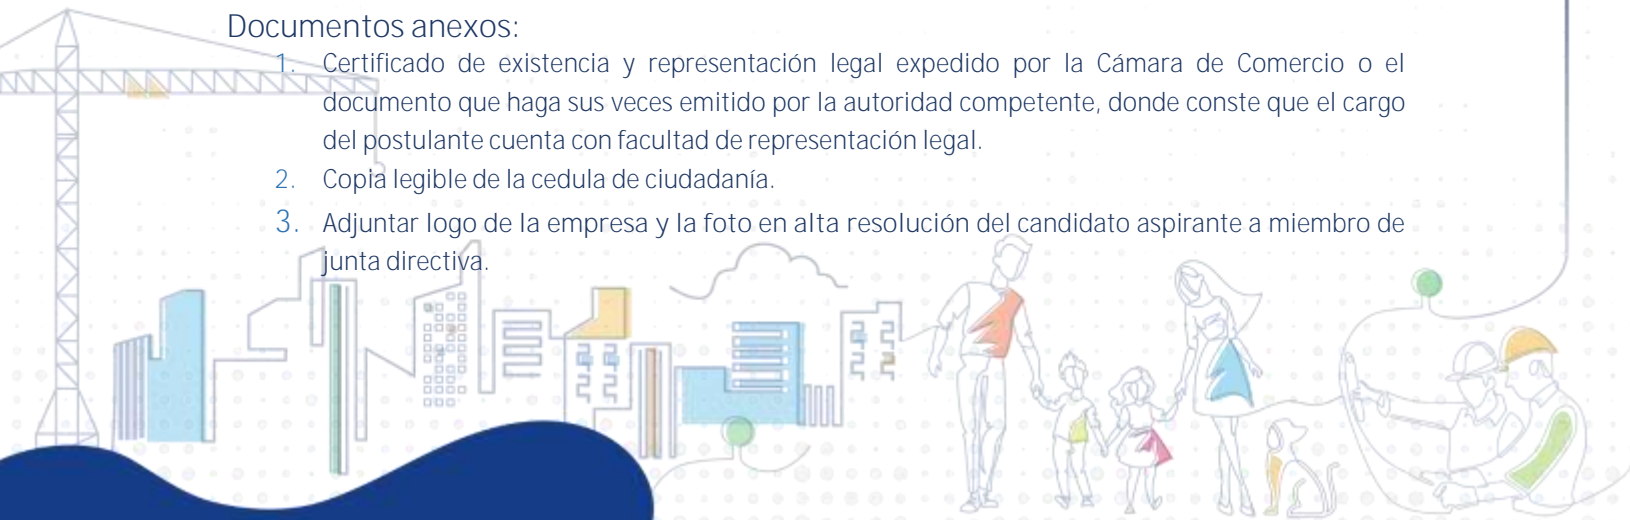 Documentos anexos:
1. Certificado de existencia y representación legal expedido por la Cámara de Comercio o el
documento que haga sus veces emitido por la autoridad competente, donde conste que el cargo
del postulante cuenta con facultad de representación legal.
2. Copia legible de la cedula de ciudadanía.
3. Adjuntar logo de la empresa y la foto en alta resolución del candidato aspirante a miembro de
junta directiva.